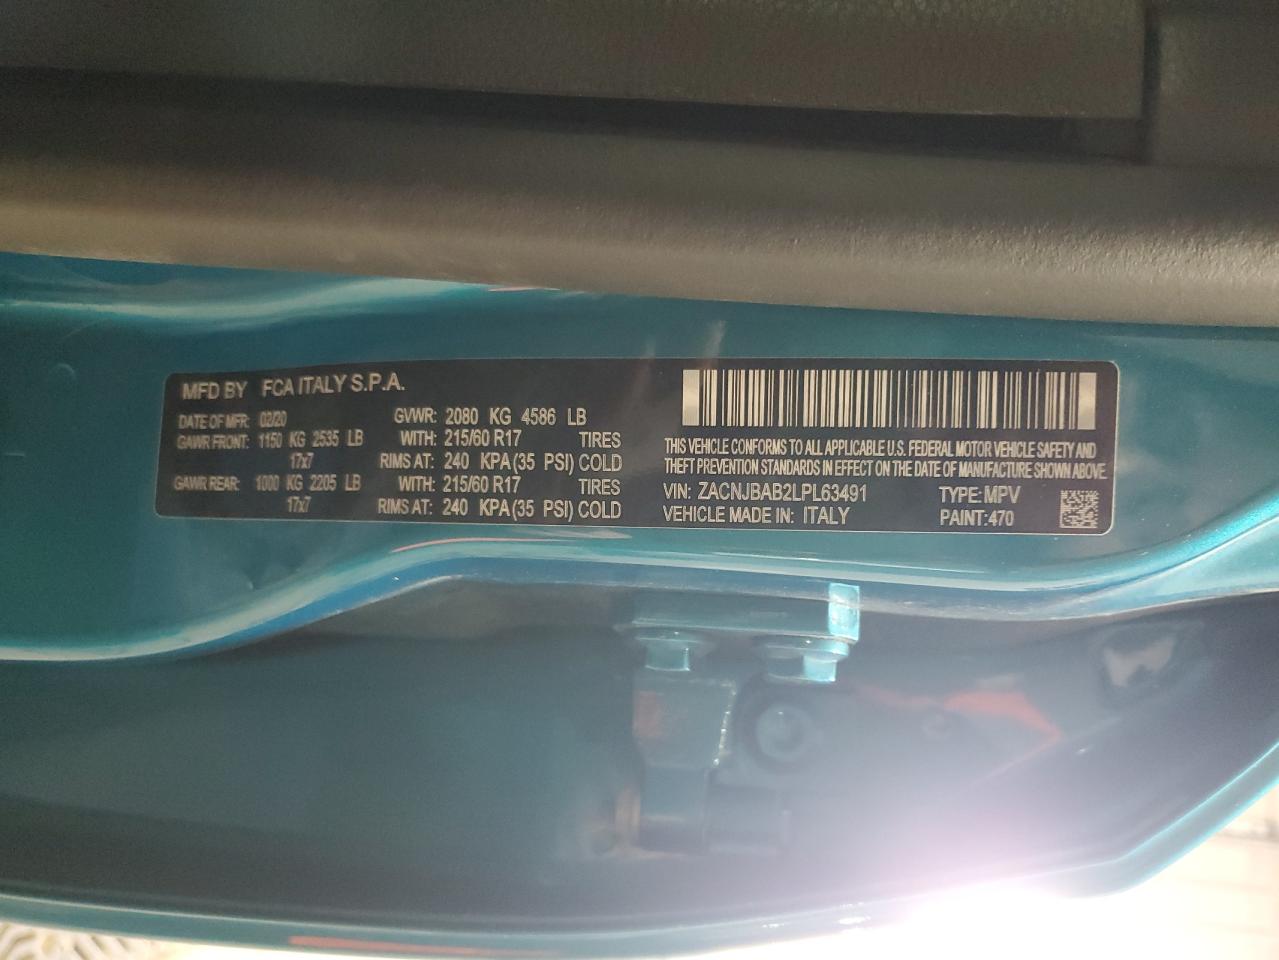 MFD BY FCA ITALY S.P.A.
DATE OF MFR: 02/20 GVWR: 2080 KG 4586 LB
GAWR FRONT: 1150 KG 2535 LB WITH: 215/60 R17 TIRES
17x7 RIMS AT: 240 KPA(35 PSI) COLD
GAWR REAR: 1000 KG 2205 LB WITH: 215/60 R17 TIRES
17x7 RIMS AT: 240 KPA(35 PSI) COLD
THIS VEHICLE CONFORMS TO ALL APPLICABLE U.S. FEDERAL MOTOR VEHICLE SAFETY AND
THEFT PREVENTION STANDARDS IN EFFECT ON THE DATE OF MANUFACTURE SHOWN ABOVE.
VIN: ZACNJBAB2LPL63491 TYPE: MPV
VEHICLE MADE IN: ITALY PAINT:470